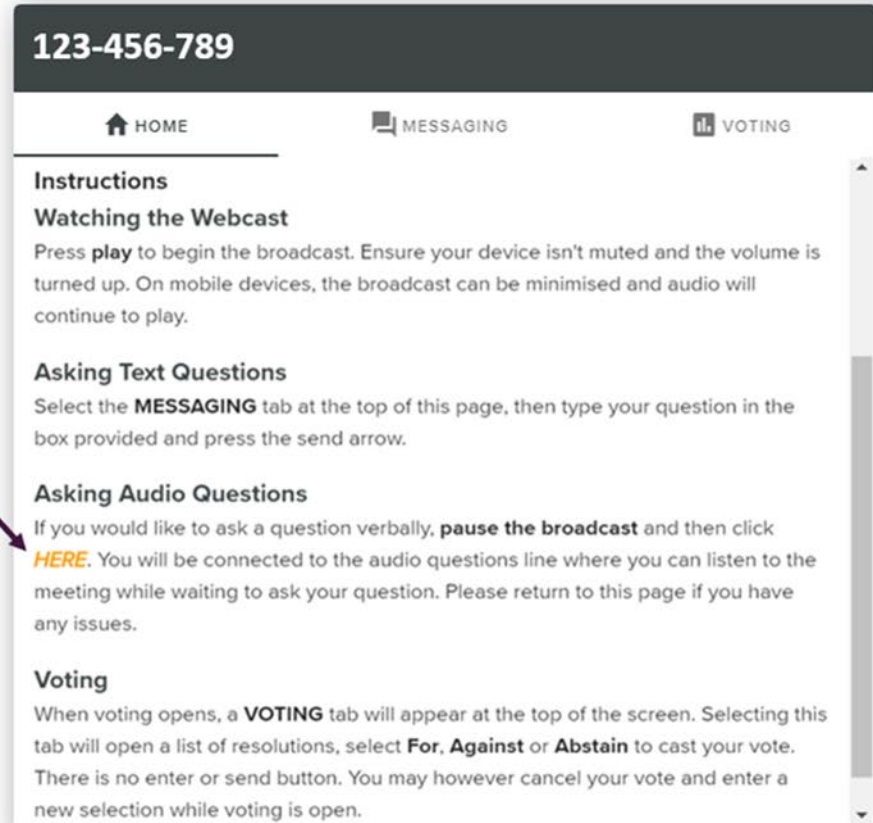 123-456-789
HOME MESSAGING VOTING
Instructions
Watching the Webcast
Press play to begin the broadcast. Ensure your device isn't muted and the volume is
turned up. On mobile devices, the broadcast can be minimised and audio will
continue to play.
Asking Text Questions
Select the MESSAGING tab at the top of this page, then type your question in the
box provided and press the send arrow.
Asking Audio Questions
If you would like to ask a question verbally, pause the broadcast and then click
HERE. You will be connected to the audio questions line where you can listen to the
meeting while waiting to ask your question. Please return to this page if you have
any issues.
Voting
When voting opens, a VOTING tab will appear at the top of the screen. Selecting this
tab will open a list of resolutions, select For, Against or Abstain to cast your vote.
There is no enter or send button. You may however cancel your vote and enter a
new selection while voting is open.